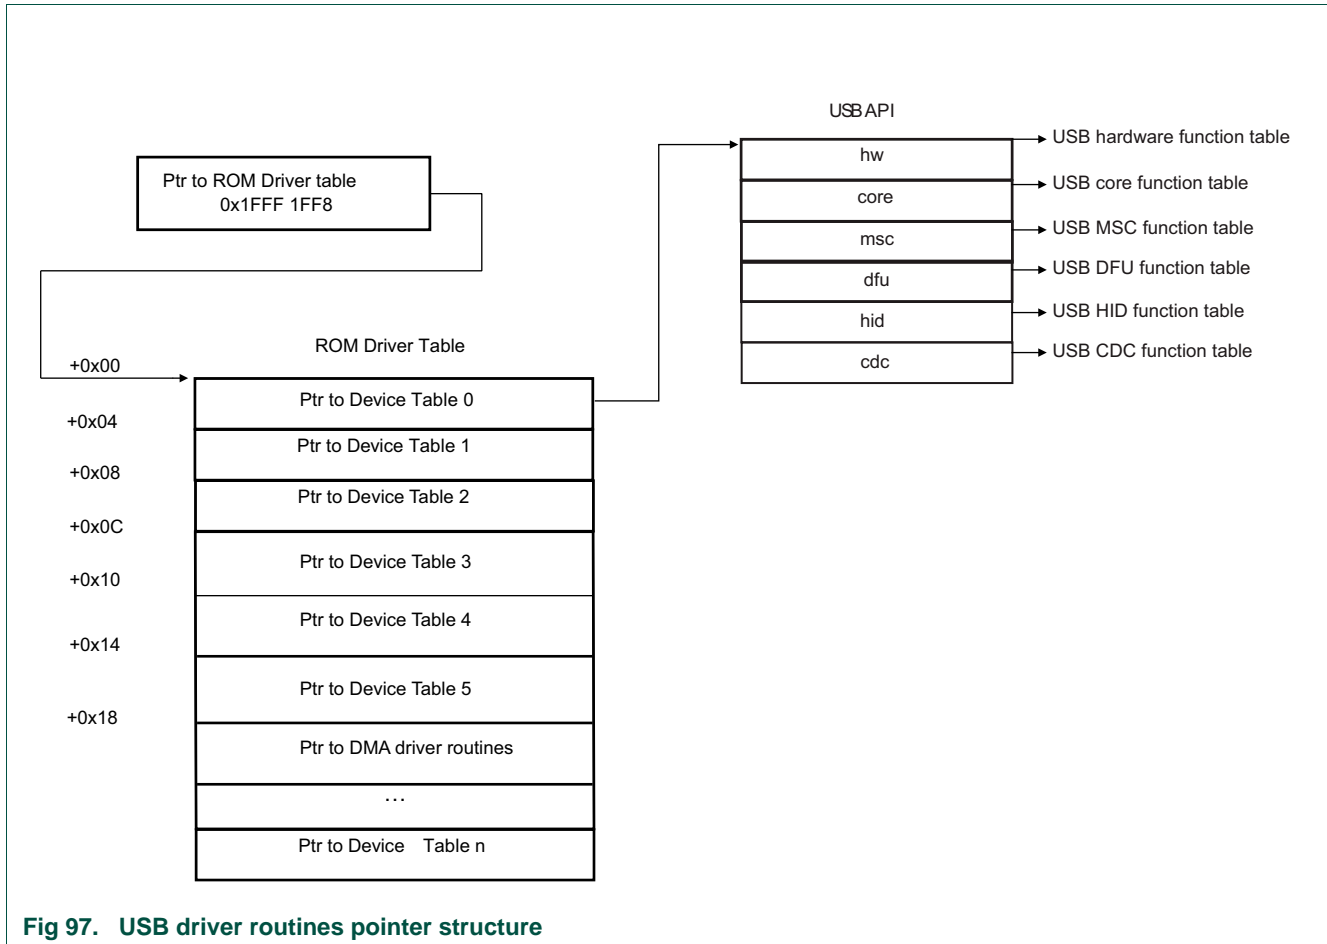 USB API
hw
core
msc
dfu
hid
cdc
USB hardware function table
USB core function table
USB MSC function table
USB DFU function table
USB HID function table
USB CDC function table
Ptr to ROM Driver table
0x1FFF 1FF8
ROM Driver Table
+0x00
+0x04
+0x08
+0x0C
+0x10
+0x14
+0x18
Ptr to Device Table 0
Ptr to Device Table 1
Ptr to Device Table 2
Ptr to Device Table 3
Ptr to Device Table 4
Ptr to Device Table 5
Ptr to DMA driver routines
...
Ptr to Device Table n
Fig 97. USB driver routines pointer structure